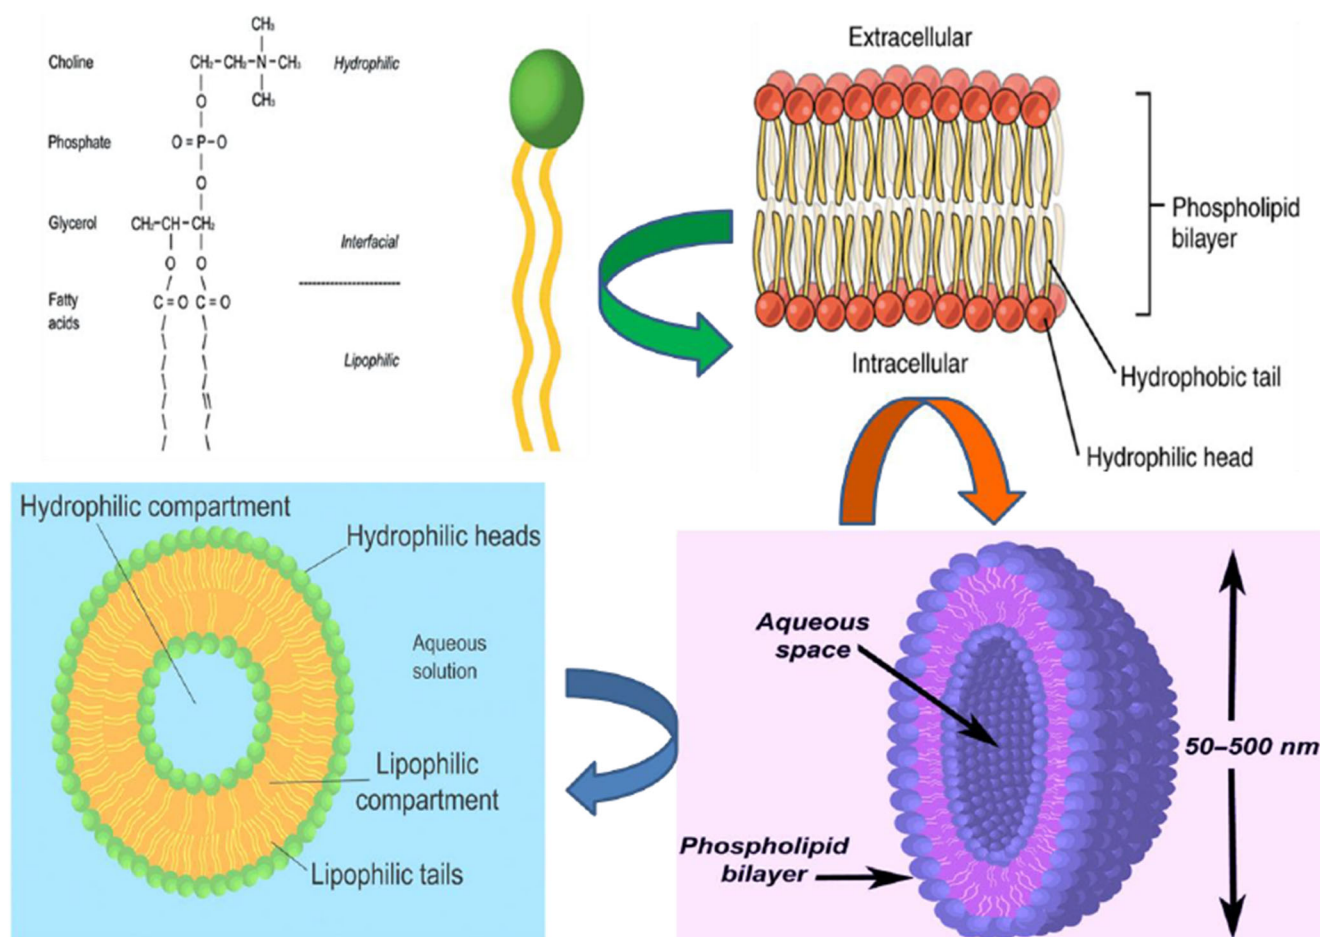 CH₃
Choline
CH₂–CH₂–N–CH₃
Hydrophilic
O
CH₃
Phosphate
O=P–O
O
Glycerol
CH₂–CH–CH₂
Interfacial
O
O
Fatty
acids
C=O
C=O
Lipophilic
Extracellular
Phospholipid
bilayer
Intracellular
Hydrophobic tail
Hydrophilic head
Hydrophilic compartment
Hydrophilic heads
Aqueous
solution
Lipophilic
compartment
Lipophilic tails
Aqueous
space
50–500 nm
Phospholipid
bilayer